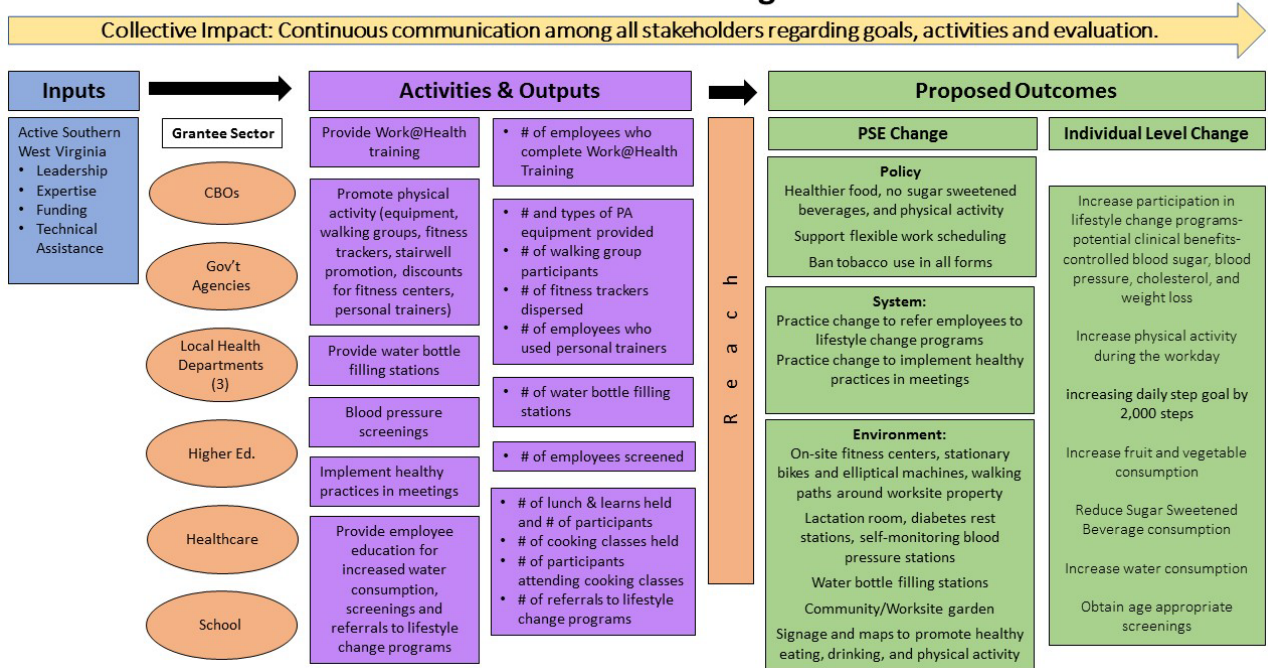 Collective Impact: Continuous communication among all stakeholders regarding goals, activities and evaluation.
Inputs
Active Southern
West Virginia
• Leadership
• Expertise
• Funding
• Technical
Assistance
Grantee Sector
CBOs
Gov't
Agencies
Local Health
Departments
(3)
Higher Ed.
Healthcare
School
Activities & Outputs
Provide Work@Health
training
Promote physical
activity (equipment,
walking groups, fitness
trackers, stairwell
promotion, discounts
for fitness centers,
personal trainers)
Provide water bottle
filling stations
Blood pressure
screenings
Implement healthy
practices in meetings
Provide employee
education for
increased water
consumption,
screenings and
referrals to lifestyle
change programs
• # of employees who
complete Work@Health
Training
• # and types of PA
equipment provided
• # of walking group
participants
• # of fitness trackers
dispersed
• # of employees who
used personal trainers
• # of water bottle filling
stations
• # of employees screened
• # of lunch & learns held
and # of participants
• # of cooking classes held
• # of participants
attending cooking classes
• # of referrals to lifestyle
change programs
Reach
Proposed Outcomes
PSE Change
Policy
Healthier food, no sugar sweetened
beverages, and physical activity
Support flexible work scheduling
Ban tobacco use in all forms
System:
Practice change to refer employees to
lifestyle change programs
Practice change to implement healthy
practices in meetings
Environment:
On-site fitness centers, stationary
bikes and elliptical machines, walking
paths around worksite property
Lactation room, diabetes rest
stations, self-monitoring blood
pressure stations
Water bottle filling stations
Community/Worksite garden
Signage and maps to promote healthy
eating, drinking, and physical activity
Individual Level Change
Increase participation in
lifestyle change programs-
potential clinical benefits-
controlled blood sugar, blood
pressure, cholesterol, and
weight loss
Increase physical activity
during the workday
increasing daily step goal by
2,000 steps
Increase fruit and vegetable
consumption
Reduce Sugar Sweetened
Beverage consumption
Increase water consumption
Obtain age appropriate
screenings